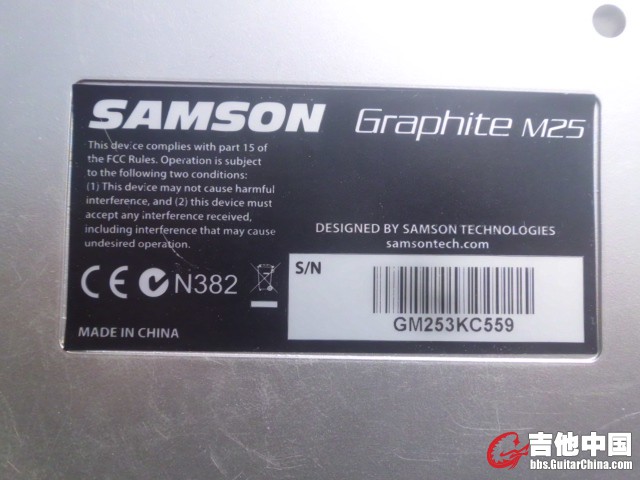 SAMSON Graphite M25
This device complies with part 15 of
the FCC Rules. Operation is subject
to the following two conditions:
(1) This device may not cause harmful
interference, and (2) this device must
accept any interference received,
including interference that may cause
undesired operation.
DESIGNED BY SAMSON TECHNOLOGIES
samsontech.com
CE N382
S/N
GM253KC559
MADE IN CHINA
吉他中国
bbs.GuitarChina.com